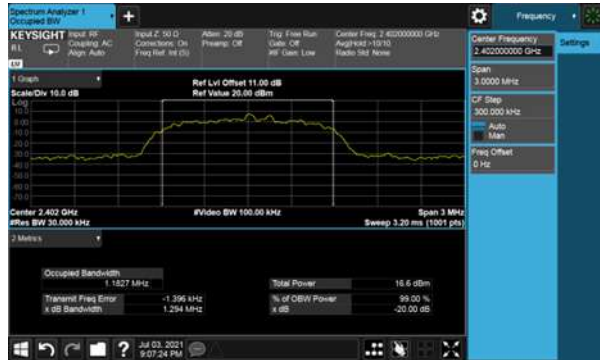 Spectrum Analyzer 1
Occupied BW
Frequency
KEYSIGHT
Input: RF
Coupling: AC
Align: Auto
Input Z: 50 Ω
Corrections: On
Freq Ref: Int (S)
Atten: 20 dB
Preamp: Off
Trig: Free Run
Gate: Off
#IF Gain: Low
Center Freq: 2.402000000 GHz
Avg|Hold:>10/10
Radio Std: None
Center Frequency
2.402000000 GHz
Settings
Span
3.0000 MHz
CF Step
300.000 kHz
Auto
Man
Freq Offset
0 Hz
1 Graph
Scale/Div 10.0 dB
Ref Lvl Offset 11.00 dB
Ref Value 20.00 dBm
Log
10.0
0.00
-10.0
-20.0
-30.0
-40.0
-50.0
-60.0
-70.0
Center 2.402 GHz
#Res BW 30.000 kHz
#Video BW 100.00 kHz
Span 3 MHz
Sweep 3.20 ms (1001 pts)
2 Metrics
Occupied Bandwidth
1.1827 MHz
Total Power 16.6 dBm
Transmit Freq Error -1.396 kHz
% of OBW Power 99.00 %
x dB Bandwidth 1.294 MHz
x dB -20.00 dB
Jul 03, 2021
9:07:24 PM